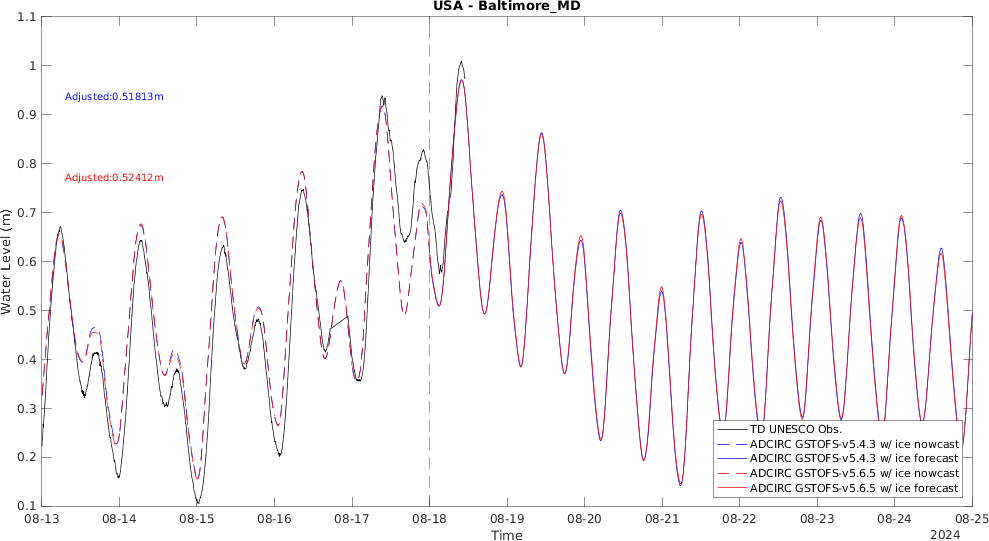 USA - Baltimore_MD
1.1
1
0.9
0.8
0.7
0.6
0.5
0.4
0.3
0.2
0.1
Water Level (m)
Adjusted:0.51813m
Adjusted:0.52412m
TD UNESCO Obs.
ADCIRC GSTOFS-v5.4.3 w/ ice nowcast
ADCIRC GSTOFS-v5.4.3 w/ ice forecast
ADCIRC GSTOFS-v5.6.5 w/ ice nowcast
ADCIRC GSTOFS-v5.6.5 w/ ice forecast
08-13 08-14 08-15 08-16 08-17 08-18 08-19 08-20 08-21 08-22 08-23 08-24 08-25
Time
2024